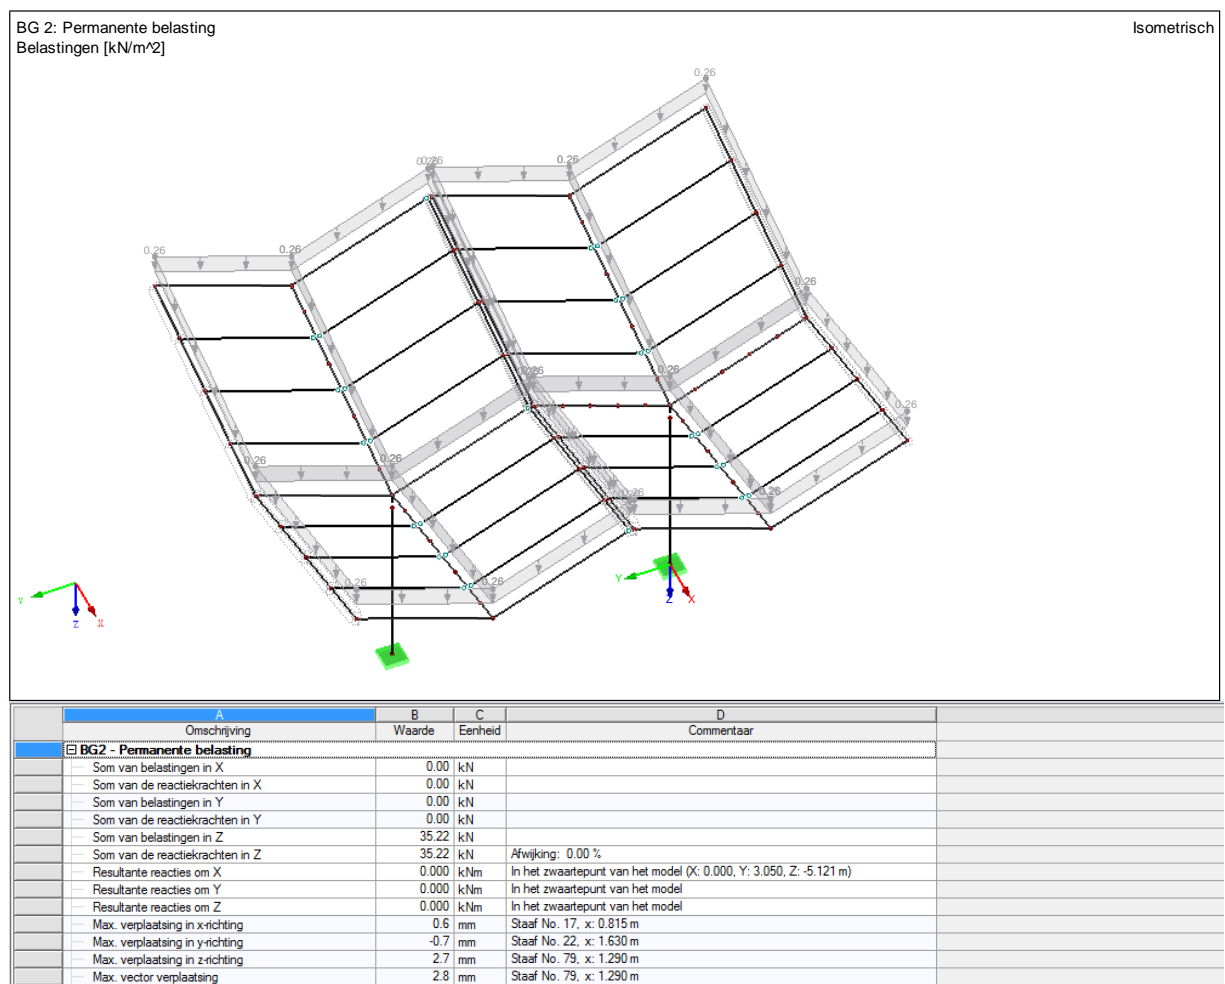 BG 2: Permanente belasting
Isometrisch
Belastingen [kN/m^2]
0.26
0.26
0.26
0.26
0.26
0.26
0.26
0.26
0.26
0.26
0.26
0.26
0.26
0.26
Y
Z
X
Y
Z
X
A B C D
Omschrijving Waarde Eenheid Commentaar
BG2 - Permanente belasting
Som van belastingen in X 0.00 kN
Som van de reactiekrachten in X 0.00 kN
Som van belastingen in Y 0.00 kN
Som van de reactiekrachten in Y 0.00 kN
Som van belastingen in Z 35.22 kN
Som van de reactiekrachten in Z 35.22 kN Afwijking: 0.00 %
Resultante reacties om X 0.000 kNm In het zwaartepunt van het model (X: 0.000, Y: 3.050, Z: -5.121 m)
Resultante reacties om Y 0.000 kNm In het zwaartepunt van het model
Resultante reacties om Z 0.000 kNm In het zwaartepunt van het model
Max. verplaatsing in x-richting 0.6 mm Staaf No. 17, x: 0.815 m
Max. verplaatsing in y-richting -0.7 mm Staaf No. 22, x: 1.630 m
Max. verplaatsing in z-richting 2.7 mm Staaf No. 79, x: 1.290 m
Max. vector verplaatsing 2.8 mm Staaf No. 79, x: 1.290 m